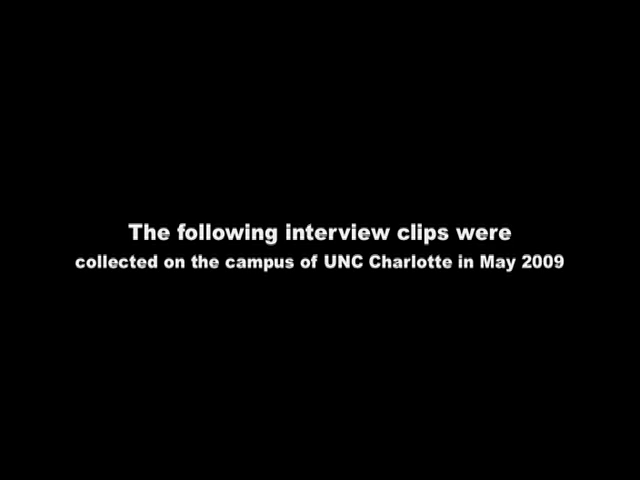 The following interview clips were
collected on the campus of UNC Charlotte in May 2009